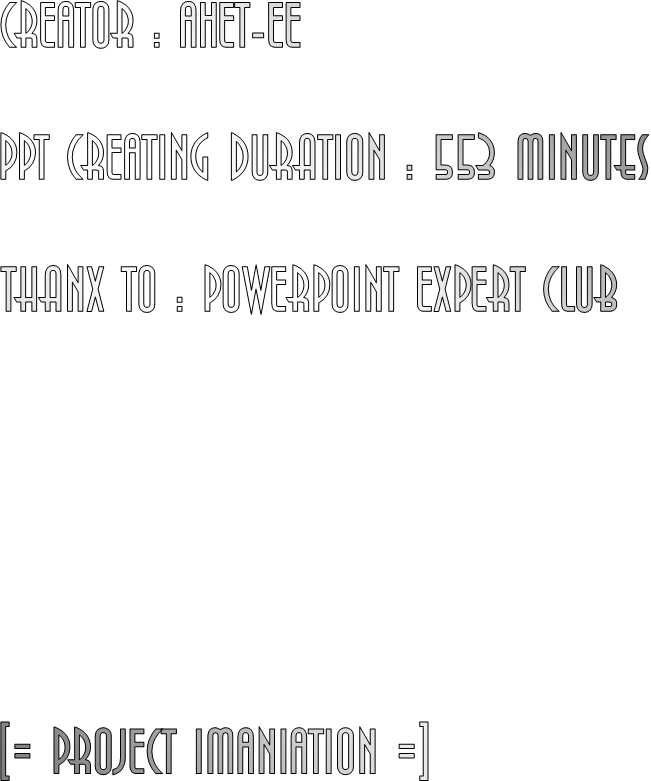 CREATOR : AHET-EE
PPT CREATING DURATION : 553 MINUTES
THANX TO : POWERPOINT EXPERT CLUB
[= PROJECT IMANIATION =]